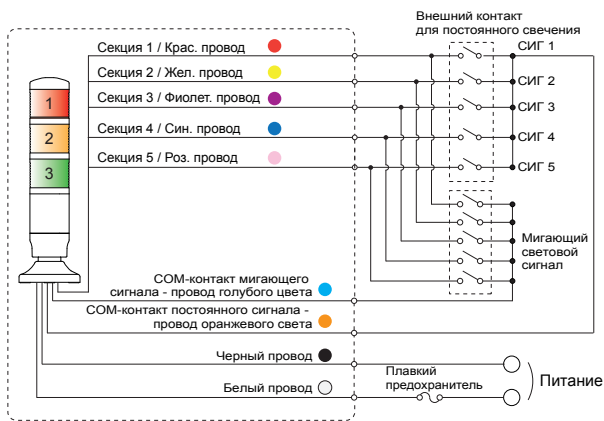 Внешний контакт
для постоянного свечения
Секция 1 / Крас. провод
СИГ 1
Секция 2 / Жел. провод
СИГ 2
Секция 3 / Фиолет. провод
СИГ 3
Секция 4 / Син. провод
СИГ 4
Секция 5 / Роз. провод
СИГ 5
1
2
3
Мигающий
световой
сигнал
COM-контакт мигающего
сигнала - провод голубого цвета
COM-контакт постоянного сигнала -
провод оранжевого света
Черный провод
Белый провод
Плавкий
предохранитель
Питание